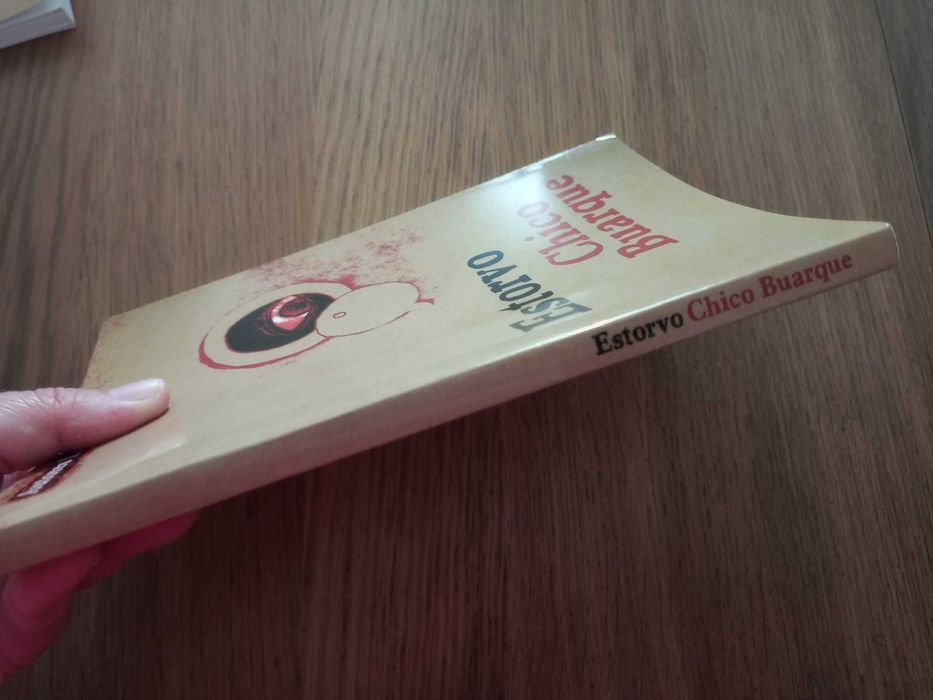 Chico
Buarque
Estorvo
Estorvo Chico Buarque